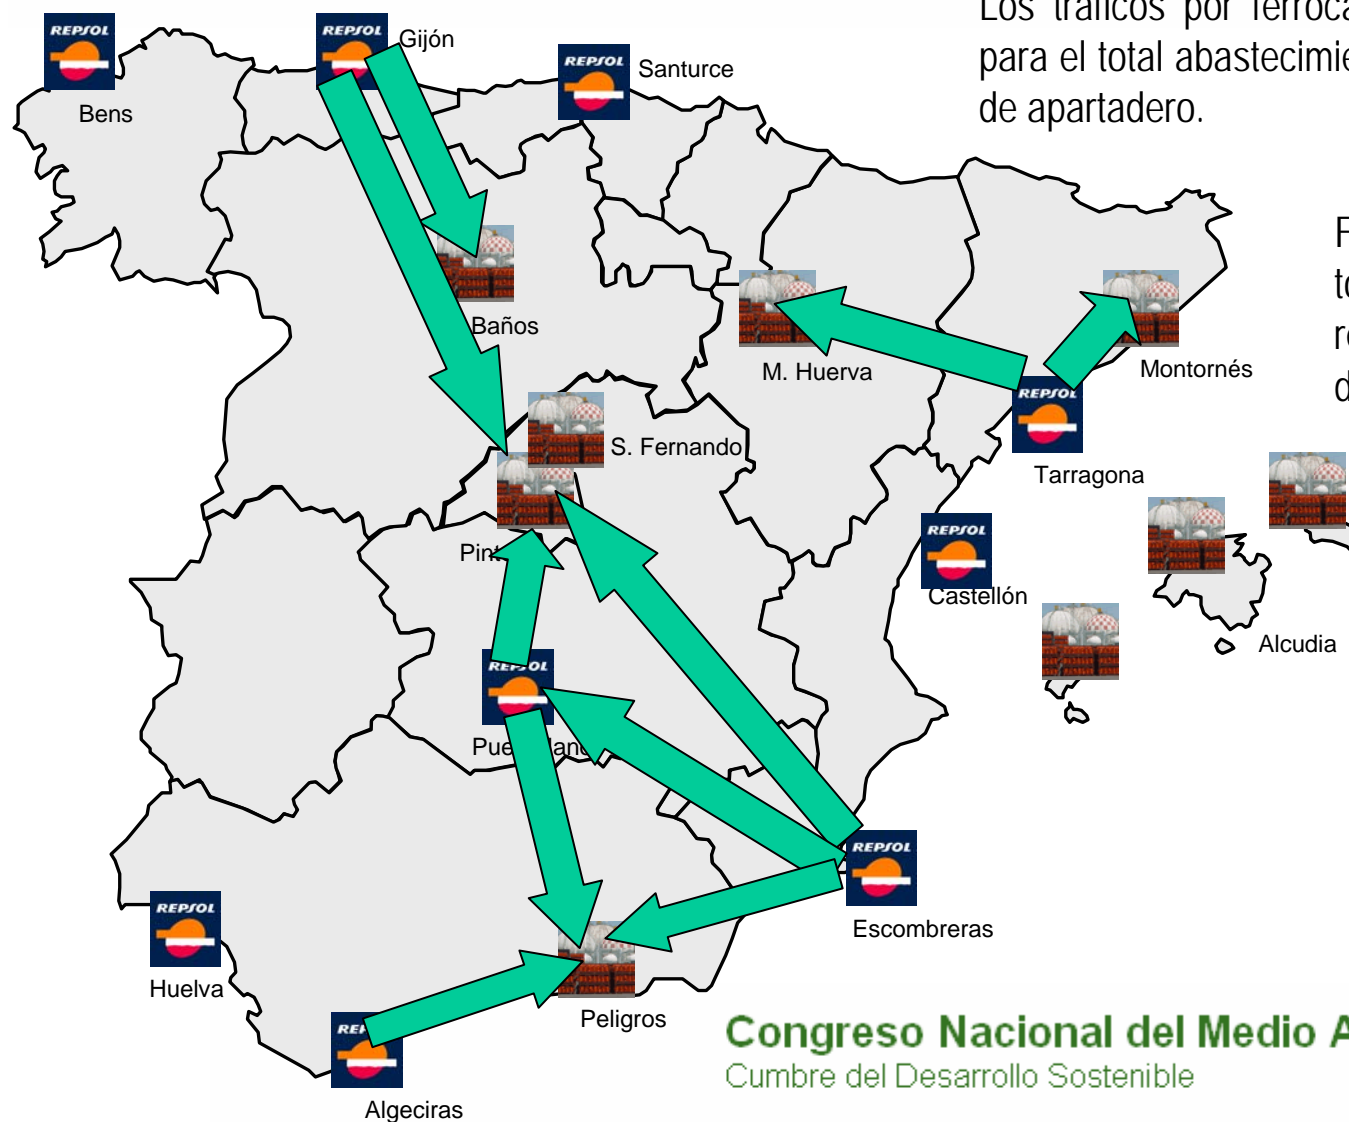 Los tráficos por ferroca
para el total abastecimie
de apartadero.
REPSOL
Bens
REPSOL
Gijón
REPSOL
Santurce
Baños
M. Huerva
Montornés
REPSOL
Tarragona
S. Fernando
Pint
REPSOL
Castellón
Alcudia
REPSOL
REPSOL
Escombreras
REPSOL
Huelva
Peligros
Algeciras
Congreso Nacional del Medio A
Cumbre del Desarrollo Sostenible